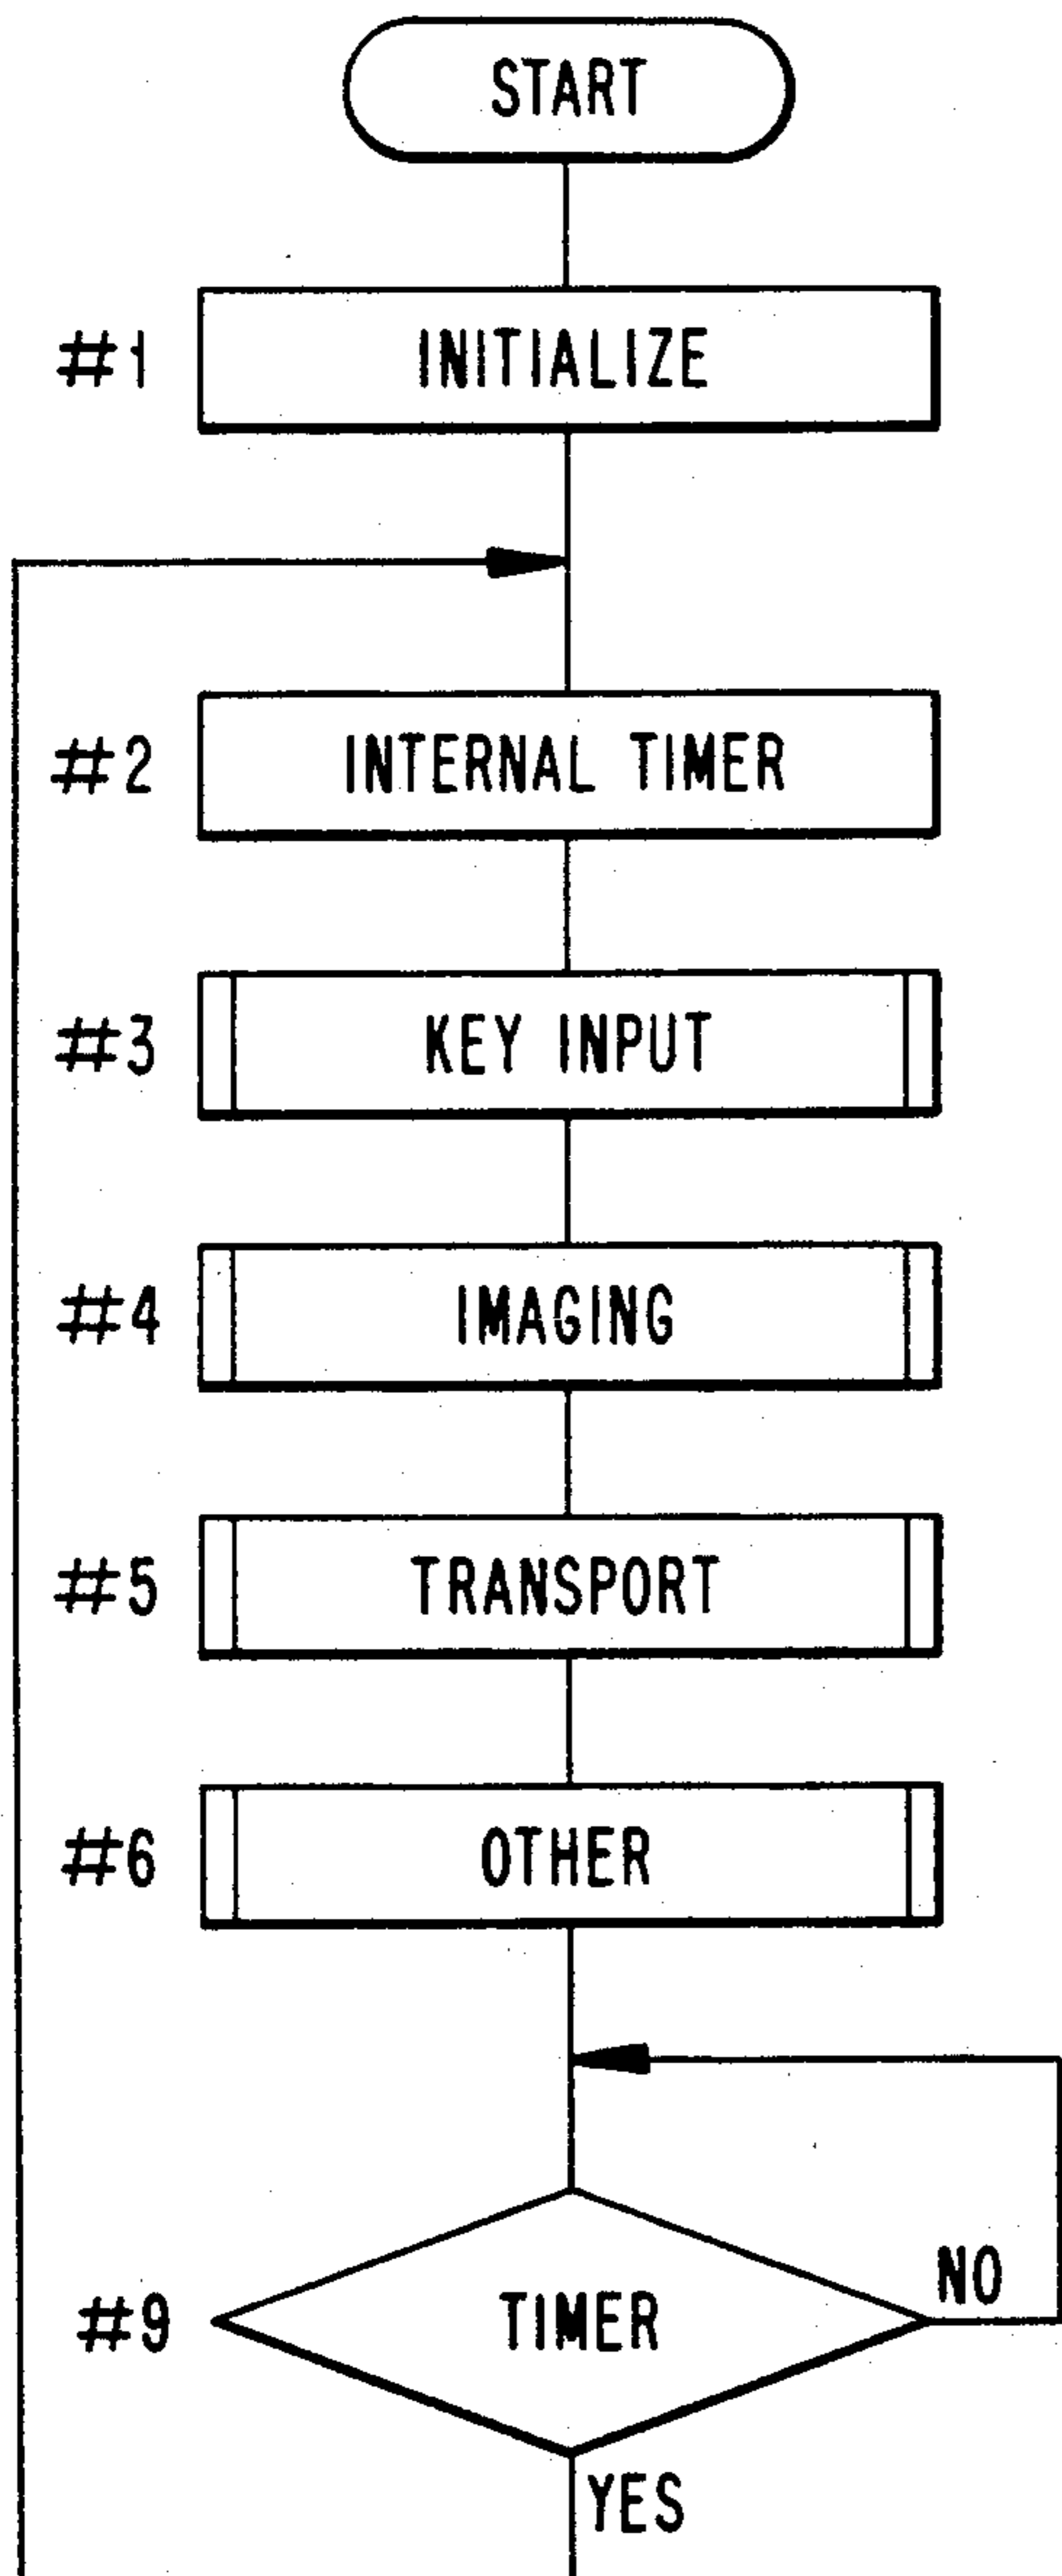 START
#1 INITIALIZE
#2 INTERNAL TIMER
#3 KEY INPUT
#4 IMAGING
#5 TRANSPORT
#6 OTHER
NO
#9 TIMER
YES